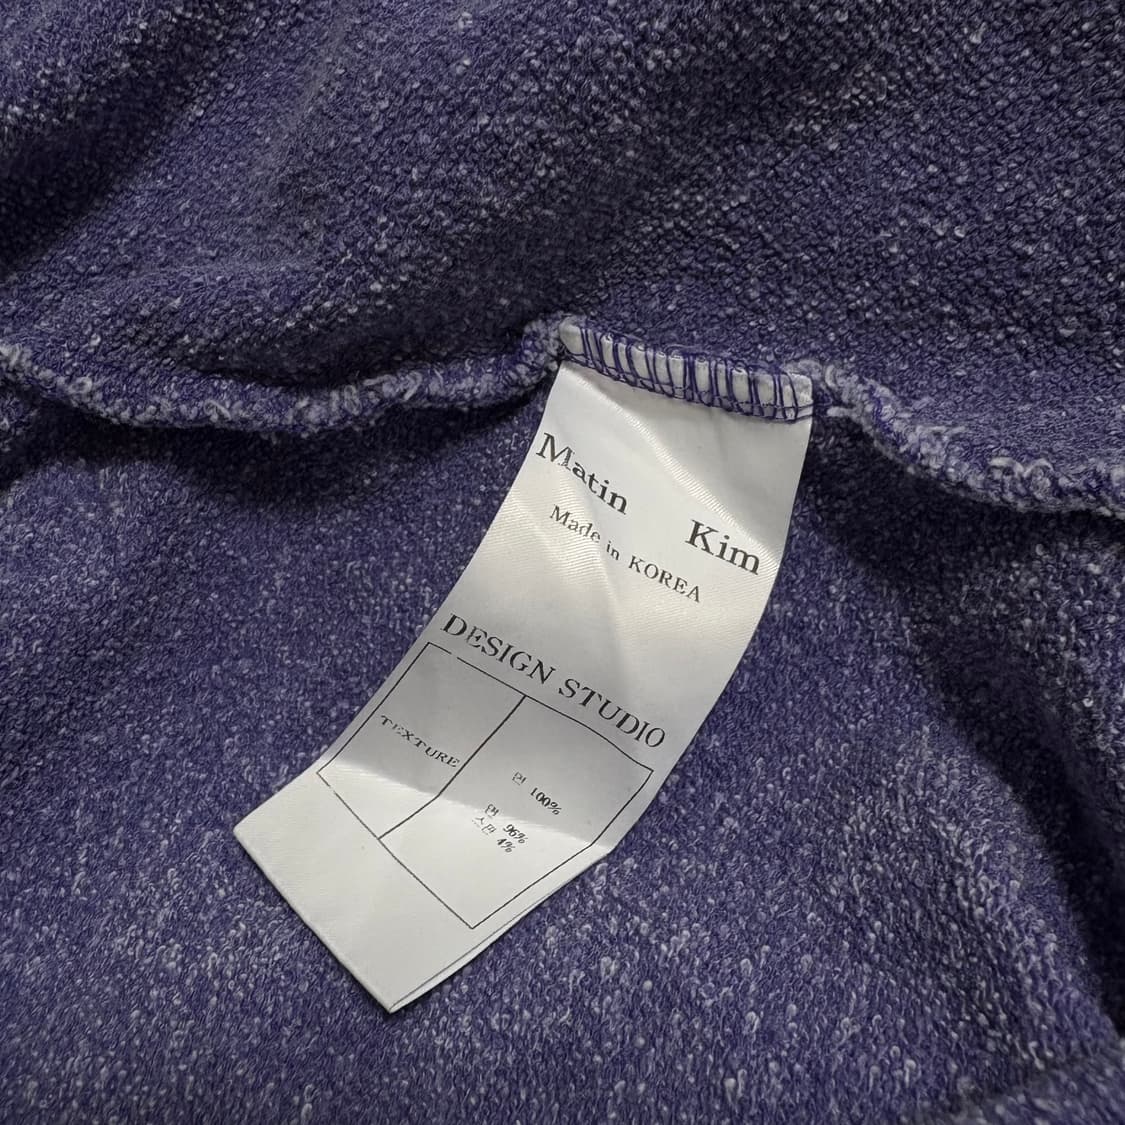 Matin Kim
Made in KOREA
DESIGN STUDIO
TEXTURE
면 100%
면 96%
스판 4%